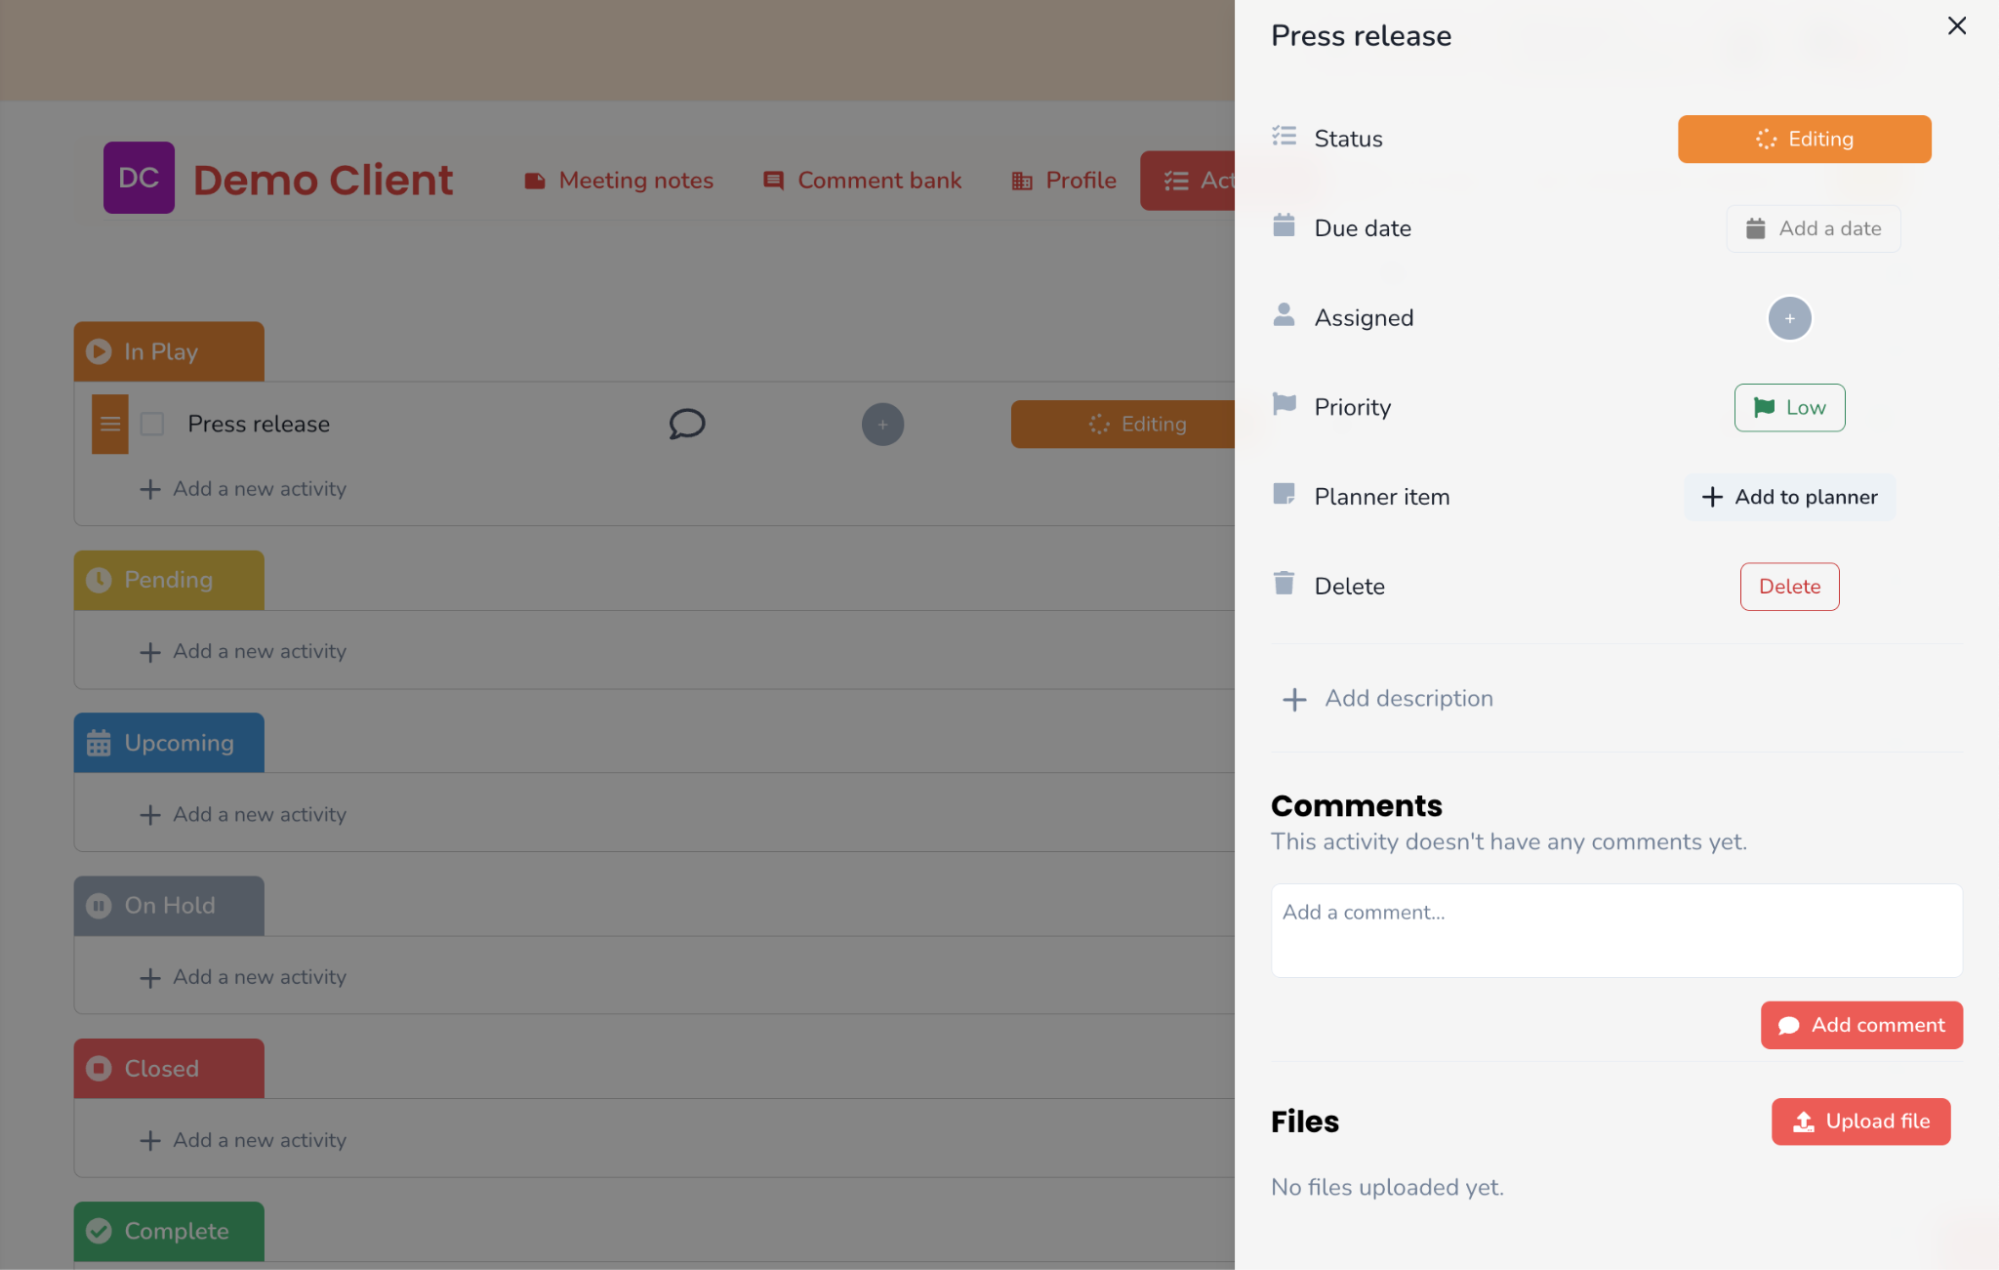 DC
Demo Client
Meeting notes
Comment bank
Profile
In Play
Press release
+
Editing
Add a new activity
Pending
Add a new activity
Upcoming
Add a new activity
On Hold
Add a new activity
Closed
Add a new activity
Complete
Press release
Status
Editing
Due date
Add a date
Assigned
+
Priority
Low
Planner item
Add to planner
Delete
Delete
Add description
Comments
This activity doesn't have any comments yet.
Add a comment...
Add comment
Files
Upload file
No files uploaded yet.